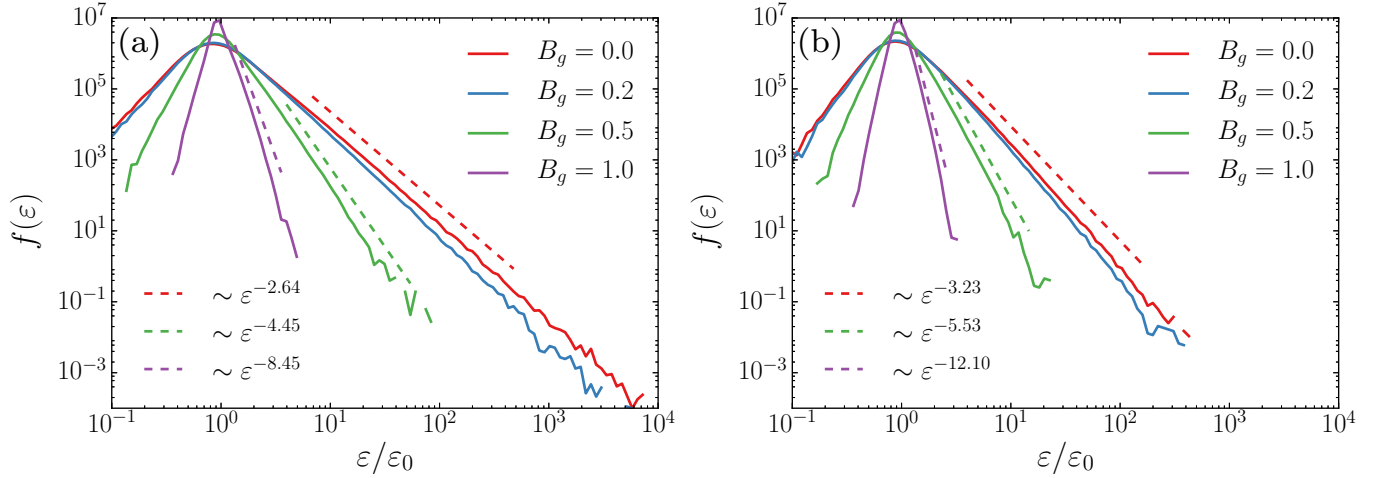 (a)
B_g = 0.0
B_g = 0.2
B_g = 0.5
B_g = 1.0
∼ ε^{-2.64}
∼ ε^{-4.45}
∼ ε^{-8.45}
f(ε)
10^7
10^5
10^3
10^1
10^{-1}
10^{-3}
10^{-1} 10^0 10^1 10^2 10^3 10^4
ε/ε_0
(b)
B_g = 0.0
B_g = 0.2
B_g = 0.5
B_g = 1.0
∼ ε^{-3.23}
∼ ε^{-5.53}
∼ ε^{-12.10}
f(ε)
10^7
10^5
10^3
10^1
10^{-1}
10^{-3}
10^{-1} 10^0 10^1 10^2 10^3 10^4
ε/ε_0